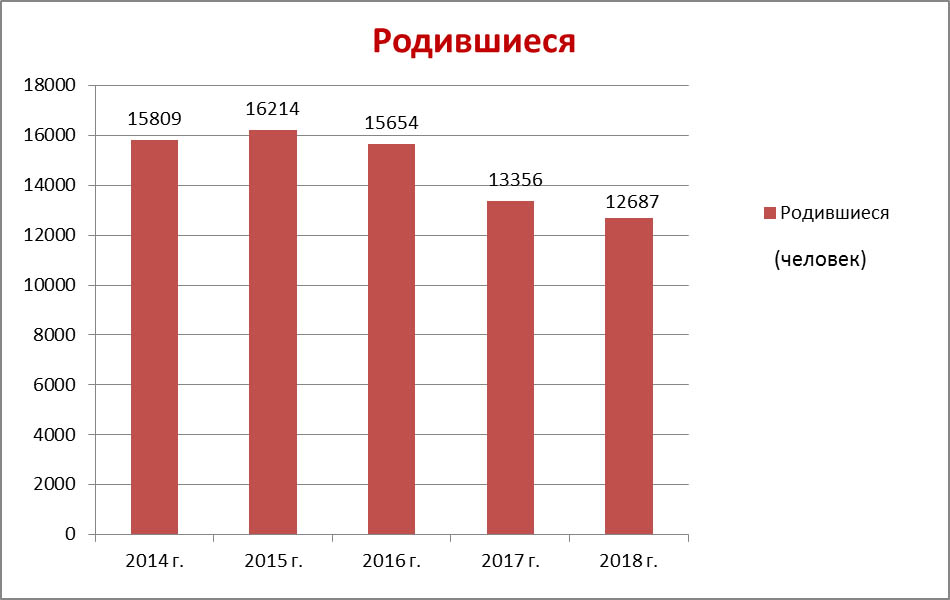 Родившиеся
18000
16000
14000
12000
10000
8000
6000
4000
2000
0
15809
16214
15654
13356
12687
2014 г.
2015 г.
2016 г.
2017 г.
2018 г.
Родившиеся
(человек)